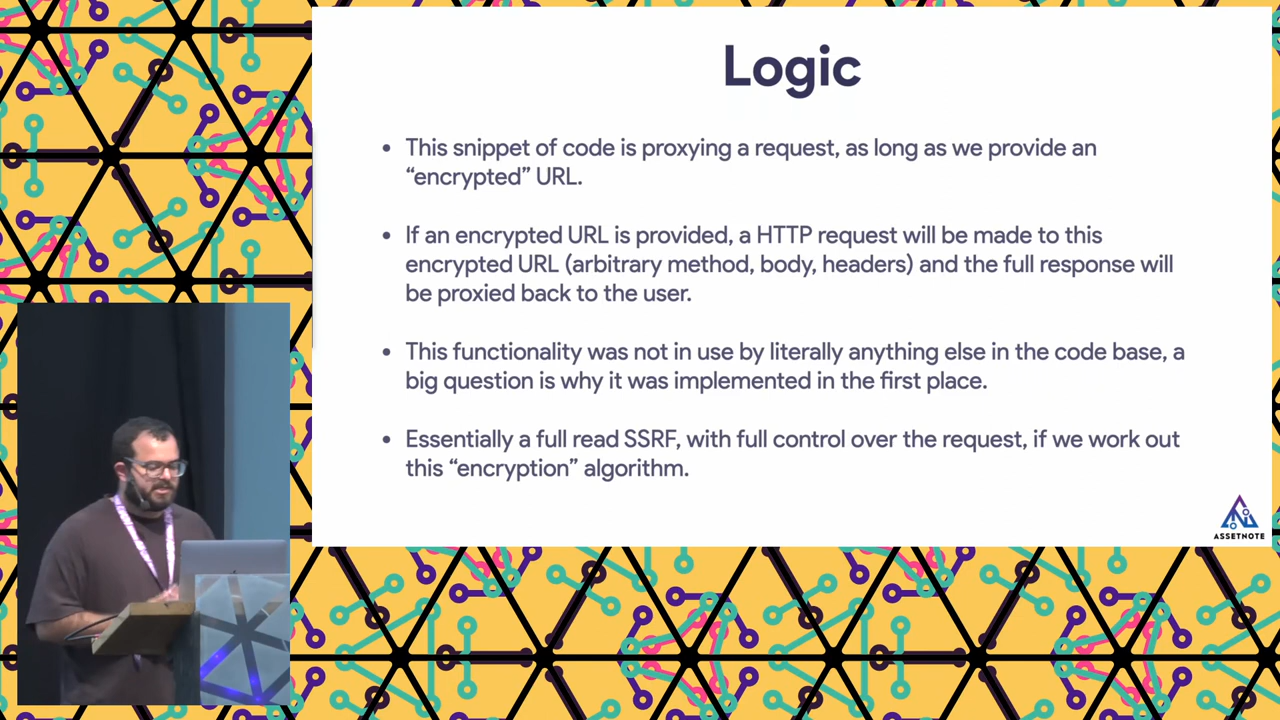 Logic
• This snippet of code is proxying a request, as long as we provide an
“encrypted” URL.
• If an encrypted URL is provided, a HTTP request will be made to this
encrypted URL (arbitrary method, body, headers) and the full response will
be proxied back to the user.
• This functionality was not in use by literally anything else in the code base, a
big question is why it was implemented in the first place.
• Essentially a full read SSRF, with full control over the request, if we work out
this “encryption” algorithm.
ASSETNOTE